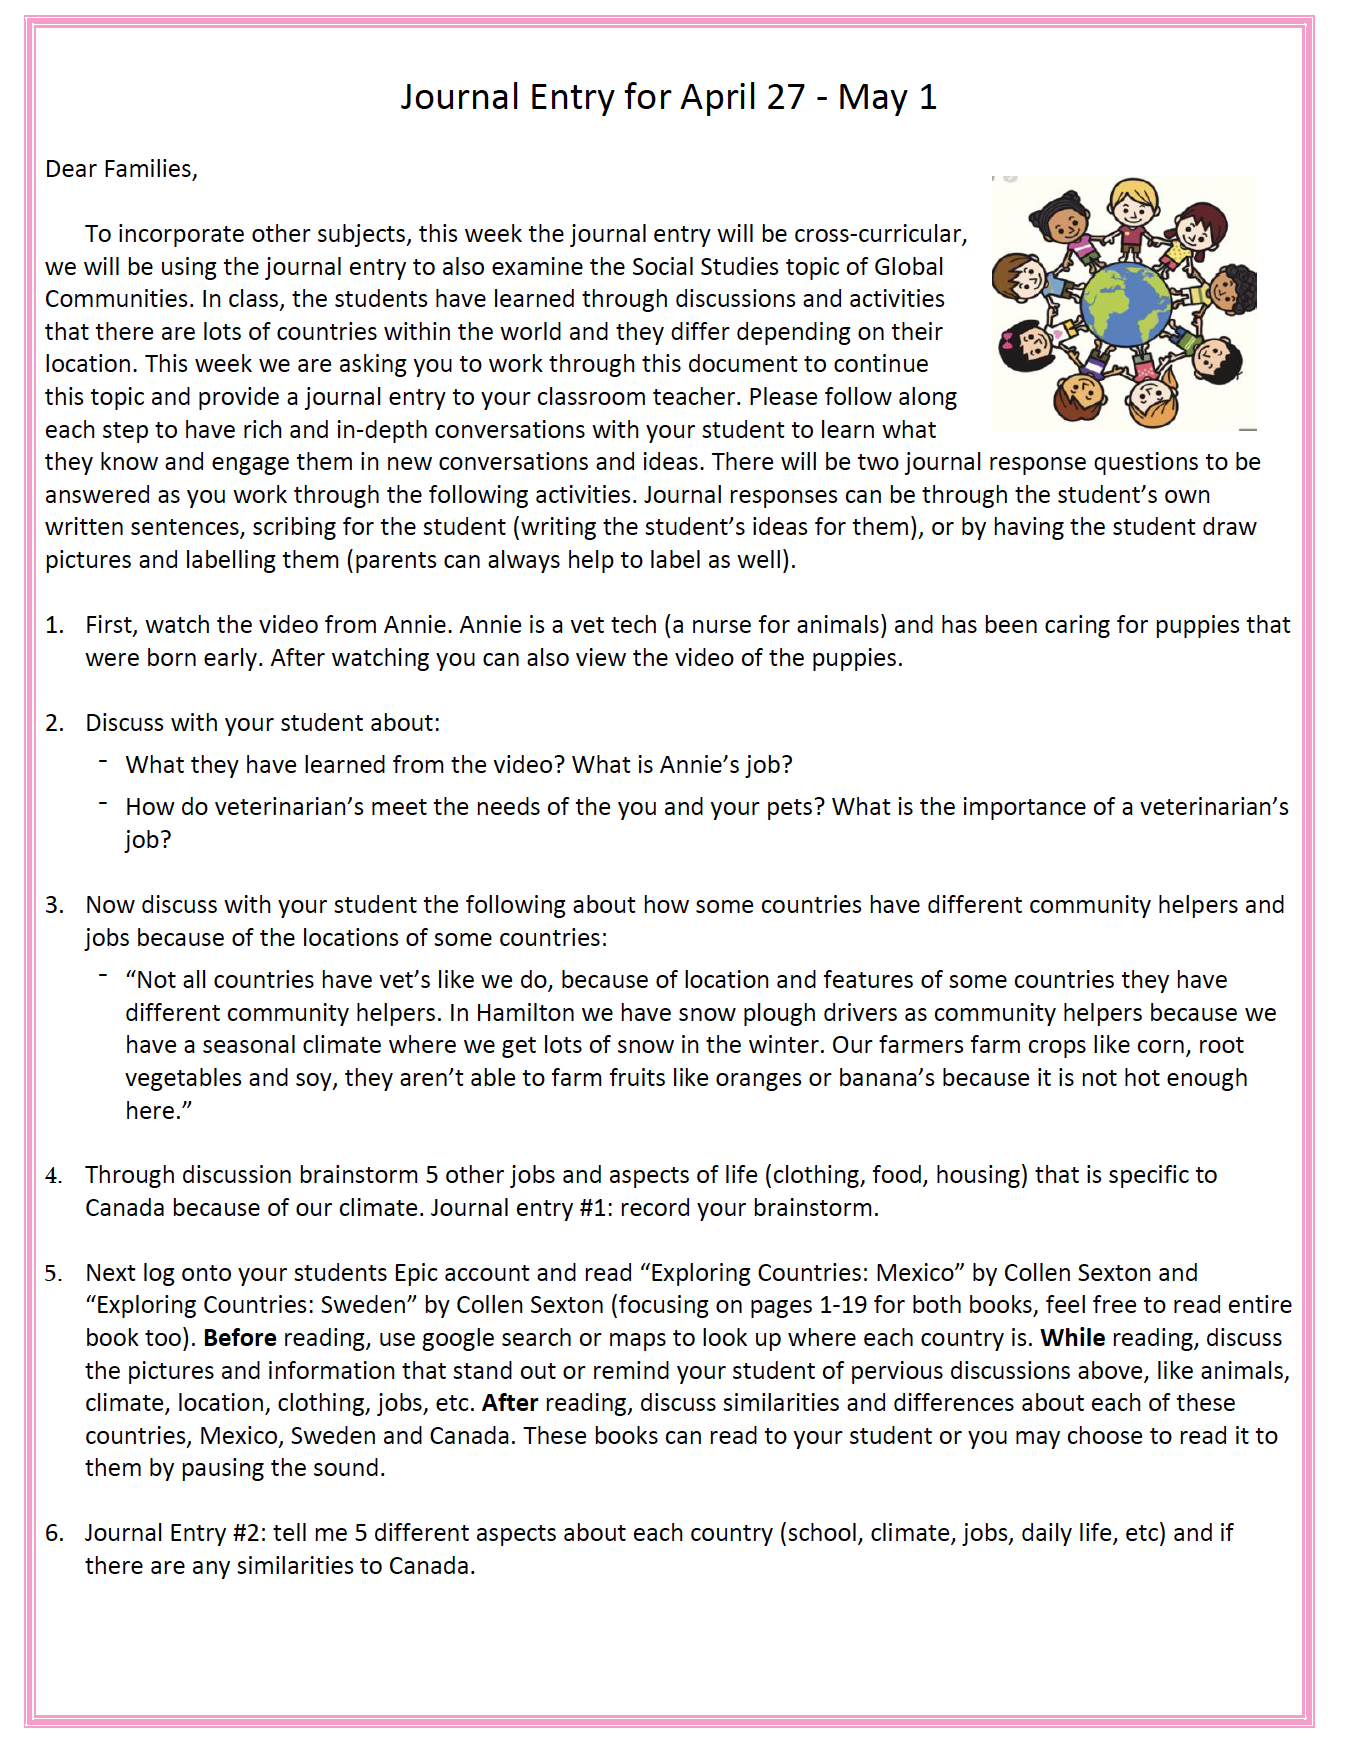 Journal Entry for April 27 - May 1
Dear Families,
To incorporate other subjects, this week the journal entry will be cross-curricular,
we will be using the journal entry to also examine the Social Studies topic of Global
Communities. In class, the students have learned through discussions and activities
that there are lots of countries within the world and they differ depending on their
location. This week we are asking you to work through this document to continue
this topic and provide a journal entry to your classroom teacher. Please follow along
each step to have rich and in-depth conversations with your student to learn what
they know and engage them in new conversations and ideas. There will be two journal response questions to be
answered as you work through the following activities. Journal responses can be through the student’s own
written sentences, scribing for the student (writing the student’s ideas for them), or by having the student draw
pictures and labelling them (parents can always help to label as well).
1. First, watch the video from Annie. Annie is a vet tech (a nurse for animals) and has been caring for puppies that
were born early. After watching you can also view the video of the puppies.
2. Discuss with your student about:
- What they have learned from the video? What is Annie’s job?
- How do veterinarian’s meet the needs of the you and your pets? What is the importance of a veterinarian’s
job?
3. Now discuss with your student the following about how some countries have different community helpers and
jobs because of the locations of some countries:
- “Not all countries have vet’s like we do, because of location and features of some countries they have
different community helpers. In Hamilton we have snow plough drivers as community helpers because we
have a seasonal climate where we get lots of snow in the winter. Our farmers farm crops like corn, root
vegetables and soy, they aren’t able to farm fruits like oranges or banana’s because it is not hot enough
here.”
4. Through discussion brainstorm 5 other jobs and aspects of life (clothing, food, housing) that is specific to
Canada because of our climate. Journal entry #1: record your brainstorm.
5. Next log onto your students Epic account and read “Exploring Countries: Mexico” by Collen Sexton and
“Exploring Countries: Sweden” by Collen Sexton (focusing on pages 1-19 for both books, feel free to read entire
book too). Before reading, use google search or maps to look up where each country is. While reading, discuss
the pictures and information that stand out or remind your student of pervious discussions above, like animals,
climate, location, clothing, jobs, etc. After reading, discuss similarities and differences about each of these
countries, Mexico, Sweden and Canada. These books can read to your student or you may choose to read it to
them by pausing the sound.
6. Journal Entry #2: tell me 5 different aspects about each country (school, climate, jobs, daily life, etc) and if
there are any similarities to Canada.